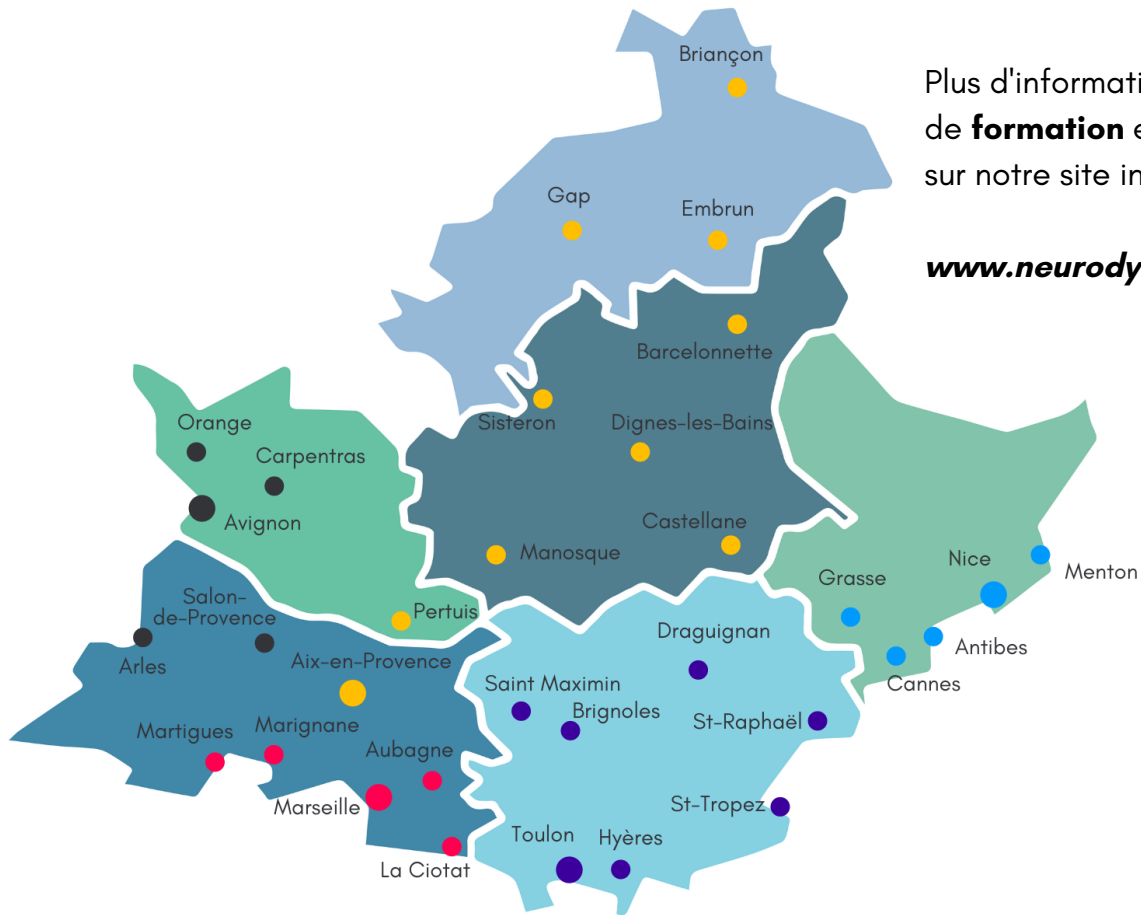 Briançon
Plus d'informati
de formation e
sur notre site in
www.neurody
Gap
Embrun
Barcelonnette
Sisteron
Dignes-les-Bains
Castellane
Manosque
Orange
Carpentras
Avignon
Pertuis
Salon-
de-Provence
Arles
Aix-en-Provence
Martigues
Marignane
Aubagne
Marseille
La Ciotat
Grasse
Nice
Menton
Antibes
Cannes
Draguignan
Saint Maximin
Brignoles
St-Raphaël
St-Tropez
Toulon
Hyères